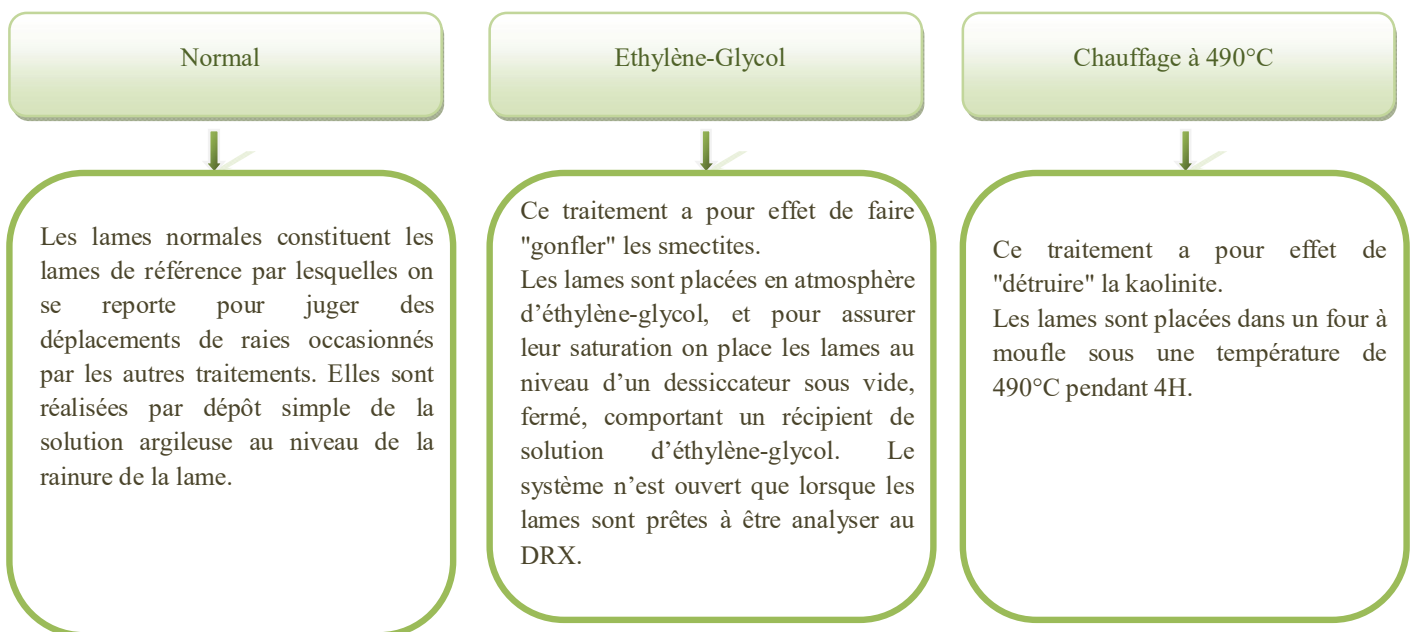 Normal
Ethylène-Glycol
Chauffage à 490°C
Les lames normales constituent les
lames de référence par lesquelles on
se reporte pour juger des
déplacements de raies occasionnés
par les autres traitements. Elles sont
réalisées par dépôt simple de la
solution argileuse au niveau de la
rainure de la lame.
Ce traitement a pour effet de faire
"gonfler" les smectites.
Les lames sont placées en atmosphère
d’éthylène-glycol, et pour assurer
leur saturation on place les lames au
niveau d’un dessiccateur sous vide,
fermé, comportant un récipient de
solution d’éthylène-glycol. Le
système n’est ouvert que lorsque les
lames sont prêtes à être analyser au
DRX.
Ce traitement a pour effet de
"détruire" la kaolinite.
Les lames sont placées dans un four à
moufle sous une température de
490°C pendant 4H.